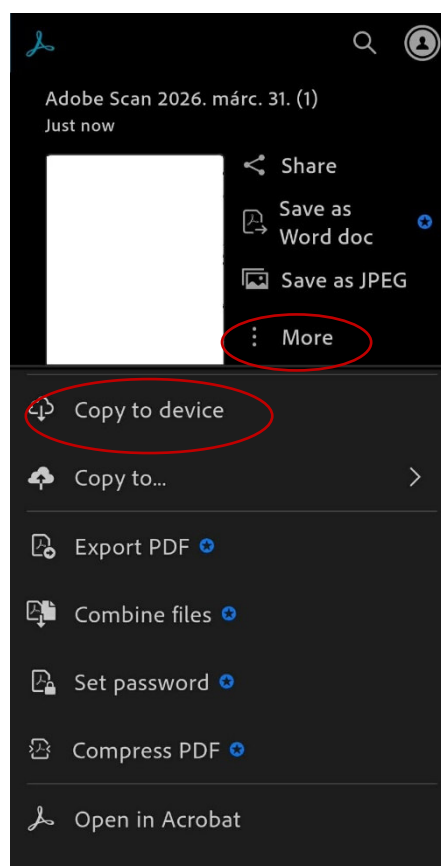 Adobe Scan 2026. márc. 31. (1)
Just now
Share
Save as
Word doc
Save as JPEG
More
Copy to device
Copy to...
Export PDF
Combine files
Set password
Compress PDF
Open in Acrobat